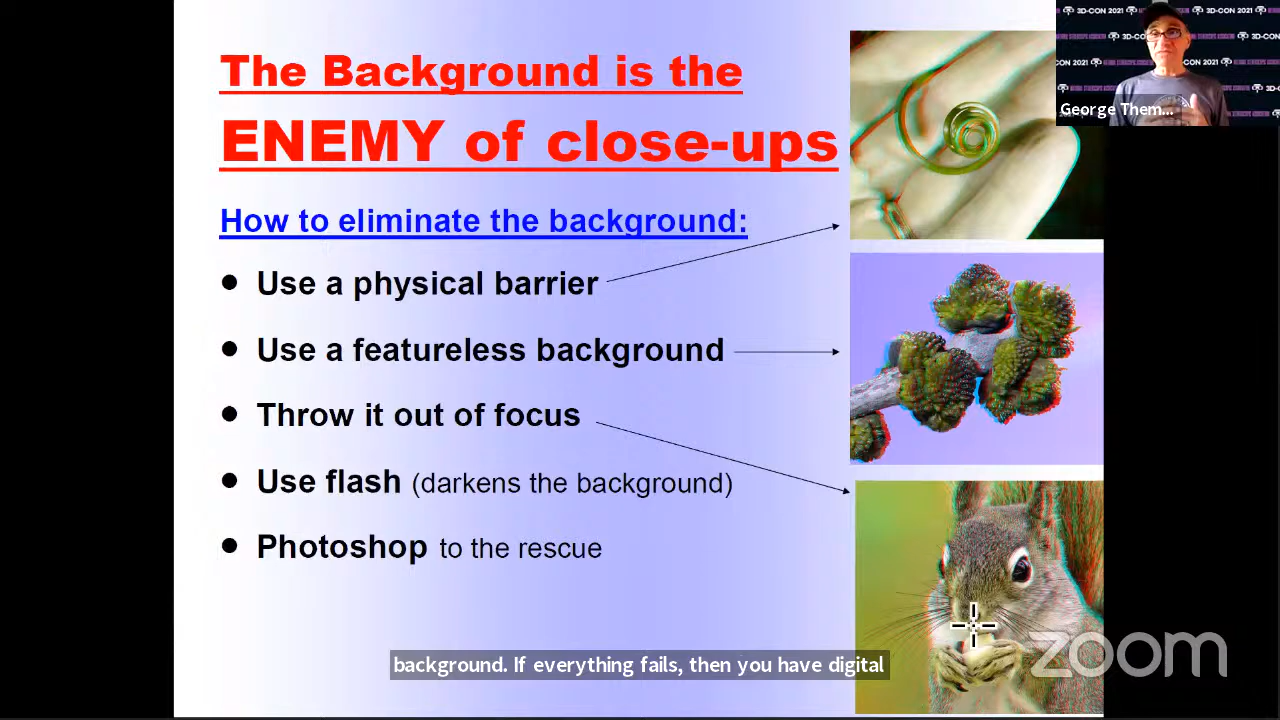 The Background is the
ENEMY of close-ups
How to eliminate the background:
Use a physical barrier
Use a featureless background
Throw it out of focus
Use flash (darkens the background)
Photoshop to the rescue
background. If everything fails, then you have digital
3D-CON 2021
George Them...
zoom